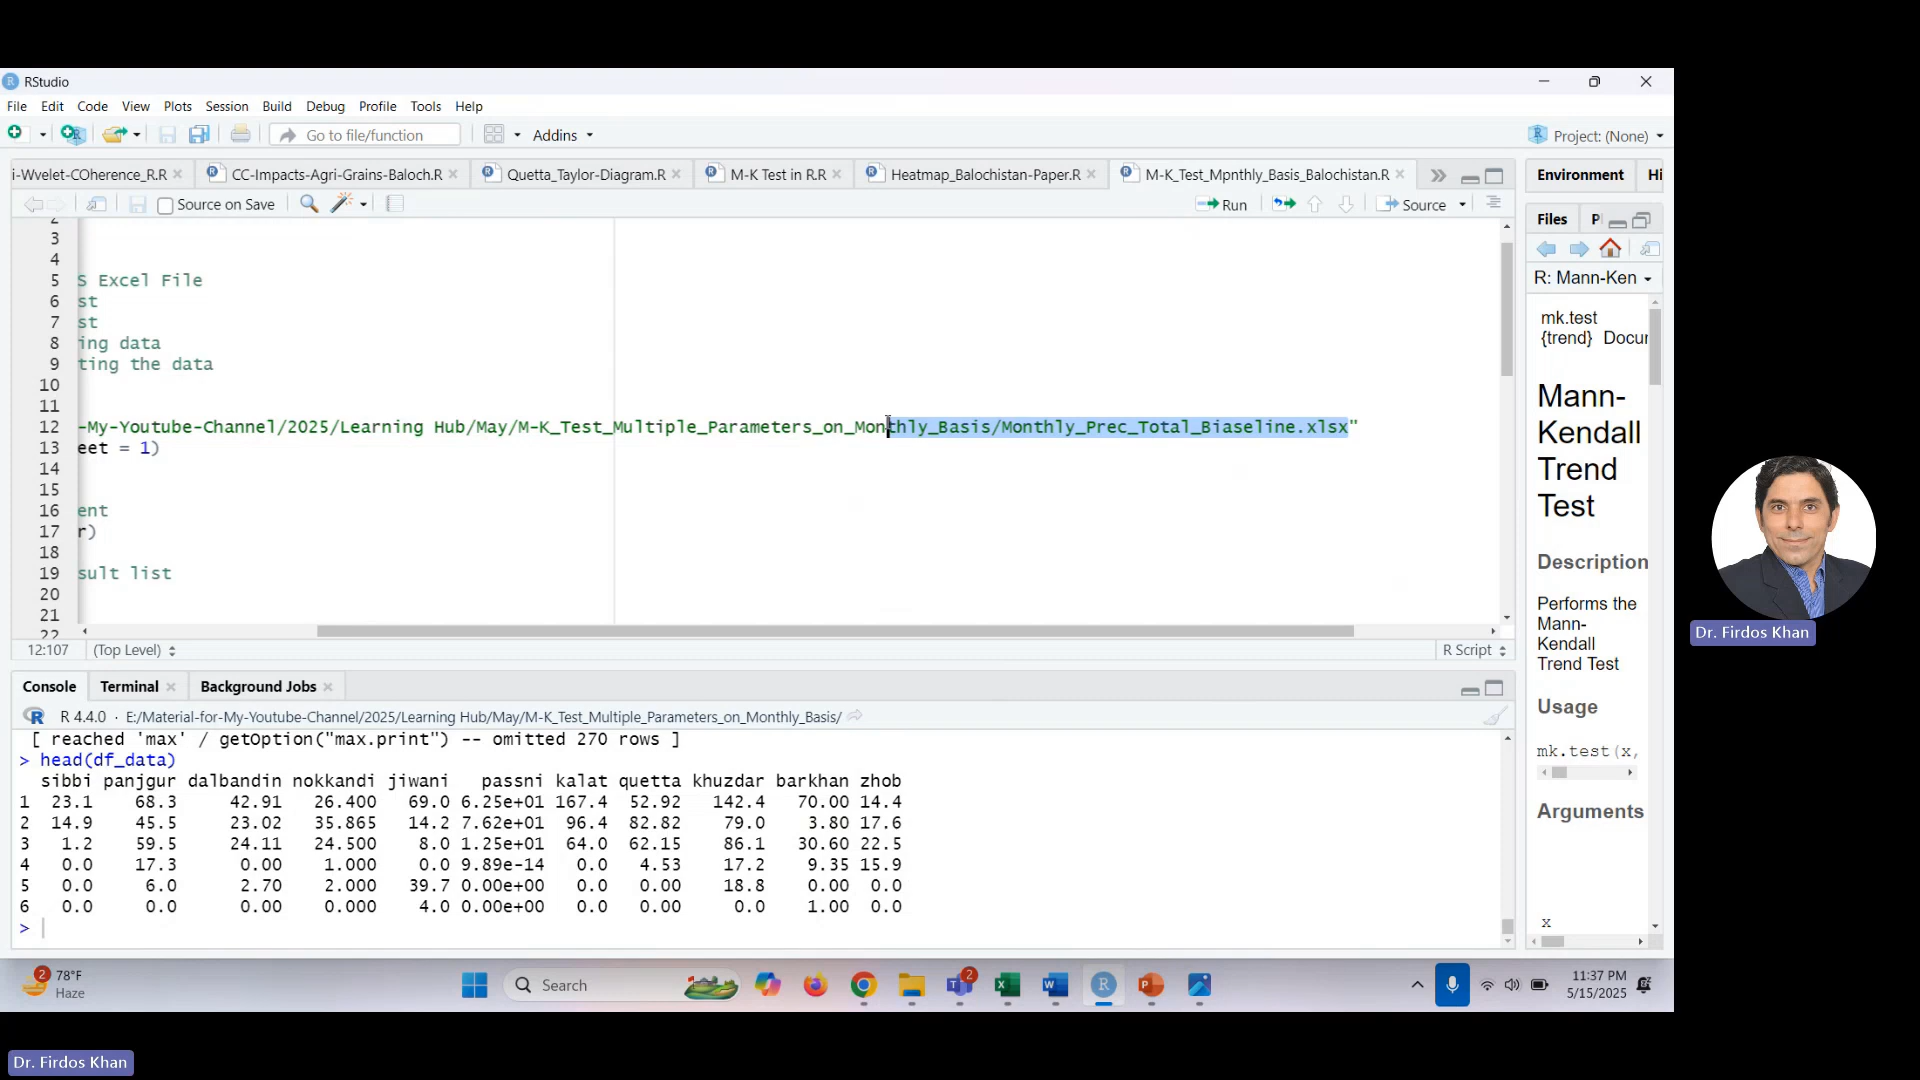 RStudio
File Edit Code View Plots Session Build Debug Profile Tools Help
Go to file/function
Addins
Project: (None)
i-Wvelet-COherence_R.R
CC-Impacts-Agri-Grains-Baloch.R
Quetta_Taylor-Diagram.R
M-K Test in R.R
Heatmap_Balochistan-Paper.R
M-K_Test_Mpnthly_Basis_Balochistan.R
Source on Save
Run
Source
3
4
5 S Excel File
6 st
7 st
8 ing data
9 ting the data
10
11
12 -My-Youtube-Channel/2025/Learning Hub/May/M-K_Test_Multiple_Parameters_on_Monthly_Basis/Monthly_Prec_Total_Biaseline.xlsx"
13 eet = 1)
14
15
16 ent
17 r)
18
19 sult list
20
21
22
12:107 (Top Level) R Script
Console Terminal Background Jobs
R 4.4.0 · E:/Material-for-My-Youtube-Channel/2025/Learning Hub/May/M-K_Test_Multiple_Parameters_on_Monthly_Basis/
[ reached 'max' / getOption("max.print") -- omitted 270 rows ]
> head(df_data)
sibbi panjgur dalbandin nokkandi jiwani passni kalat quetta khuzdar barkhan zhob
1 23.1 68.3 42.91 26.400 69.0 6.25e+01 167.4 52.92 142.4 70.00 14.4
2 14.9 45.5 23.02 35.865 14.2 7.62e+01 96.4 82.82 79.0 3.80 17.6
3 1.2 59.5 24.11 24.500 8.0 1.25e+01 64.0 62.15 86.1 30.60 22.5
4 0.0 17.3 0.00 1.000 0.0 9.89e-14 0.0 4.53 17.2 9.35 15.9
5 0.0 6.0 2.70 2.000 39.7 0.00e+00 0.0 0.00 18.8 0.00 0.0
6 0.0 0.0 0.00 0.000 4.0 0.00e+00 0.0 0.00 0.0 1.00 0.0
>
Environment Hi
Files P
R: Mann-Ken
mk.test
{trend} Docur
Mann-
Kendall
Trend
Test
Description
Performs the
Mann-
Kendall
Trend Test
Usage
mk.test(x,
Arguments
x
Dr. Firdos Khan
2
78°F
Haze
Search
2
11:37 PM
5/15/2025
Dr. Firdos Khan